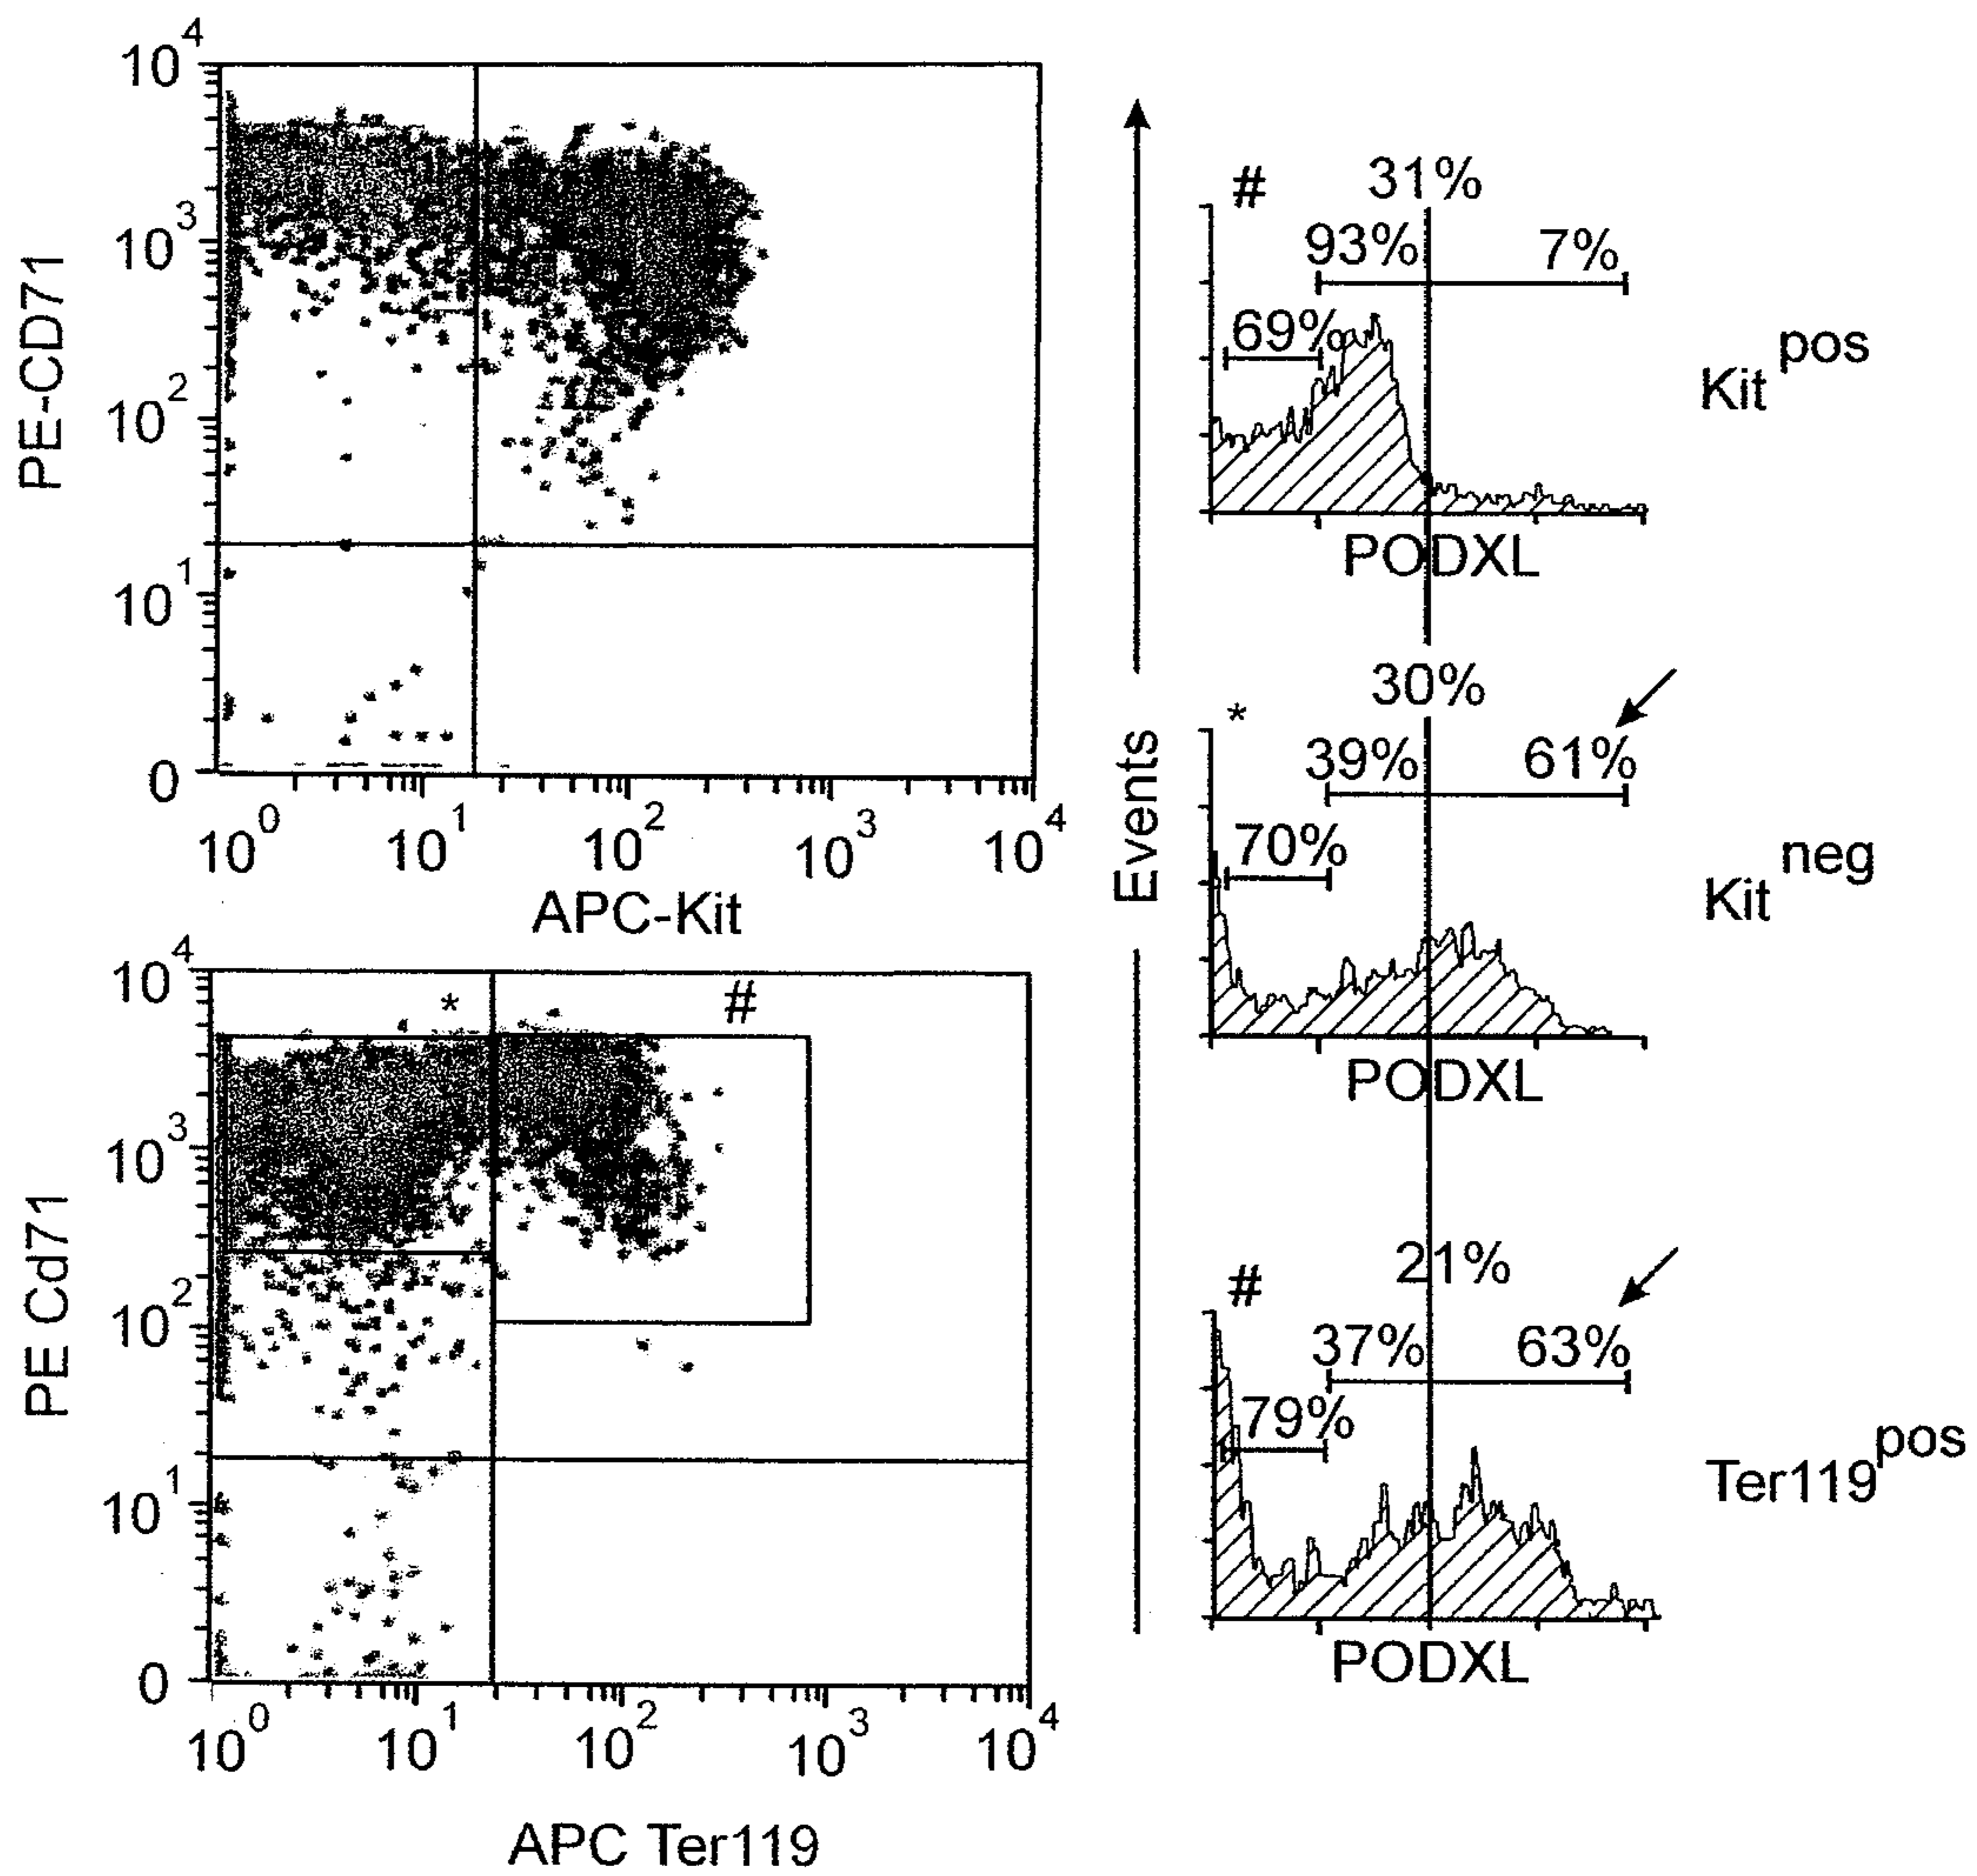 10^4
10^3
10^2
10^1
0
PE-CD71
10^0 10^1 10^2 10^3 10^4
APC-Kit
10^4
10^3
10^2
10^1
0
PE Cd71
* #
10^0 10^1 10^2 10^3 10^4
APC Ter119
Events
#
31%
93% 7%
69%
PODXL
Kit^pos
*
30%
39% 61%
70%
PODXL
Kit^neg
#
21%
37% 63%
79%
PODXL
Ter119^pos